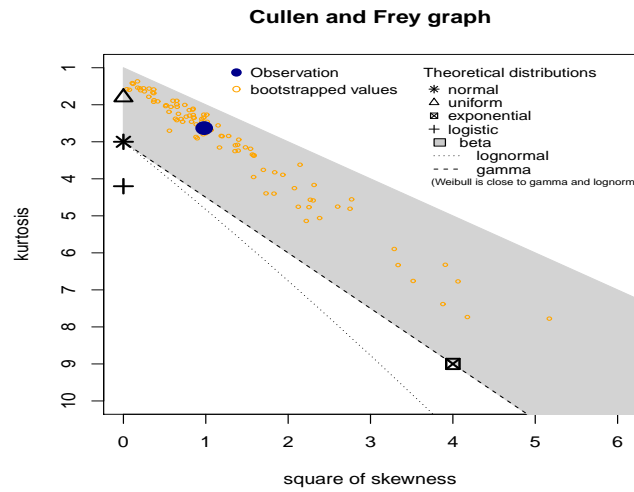 Cullen and Frey graph
Observation
bootstrapped values
Theoretical distributions
normal
uniform
exponential
logistic
beta
lognormal
gamma
(Weibull is close to gamma and lognorm
kurtosis
1
2
3
4
5
6
7
8
9
10
0 1 2 3 4 5 6
square of skewness